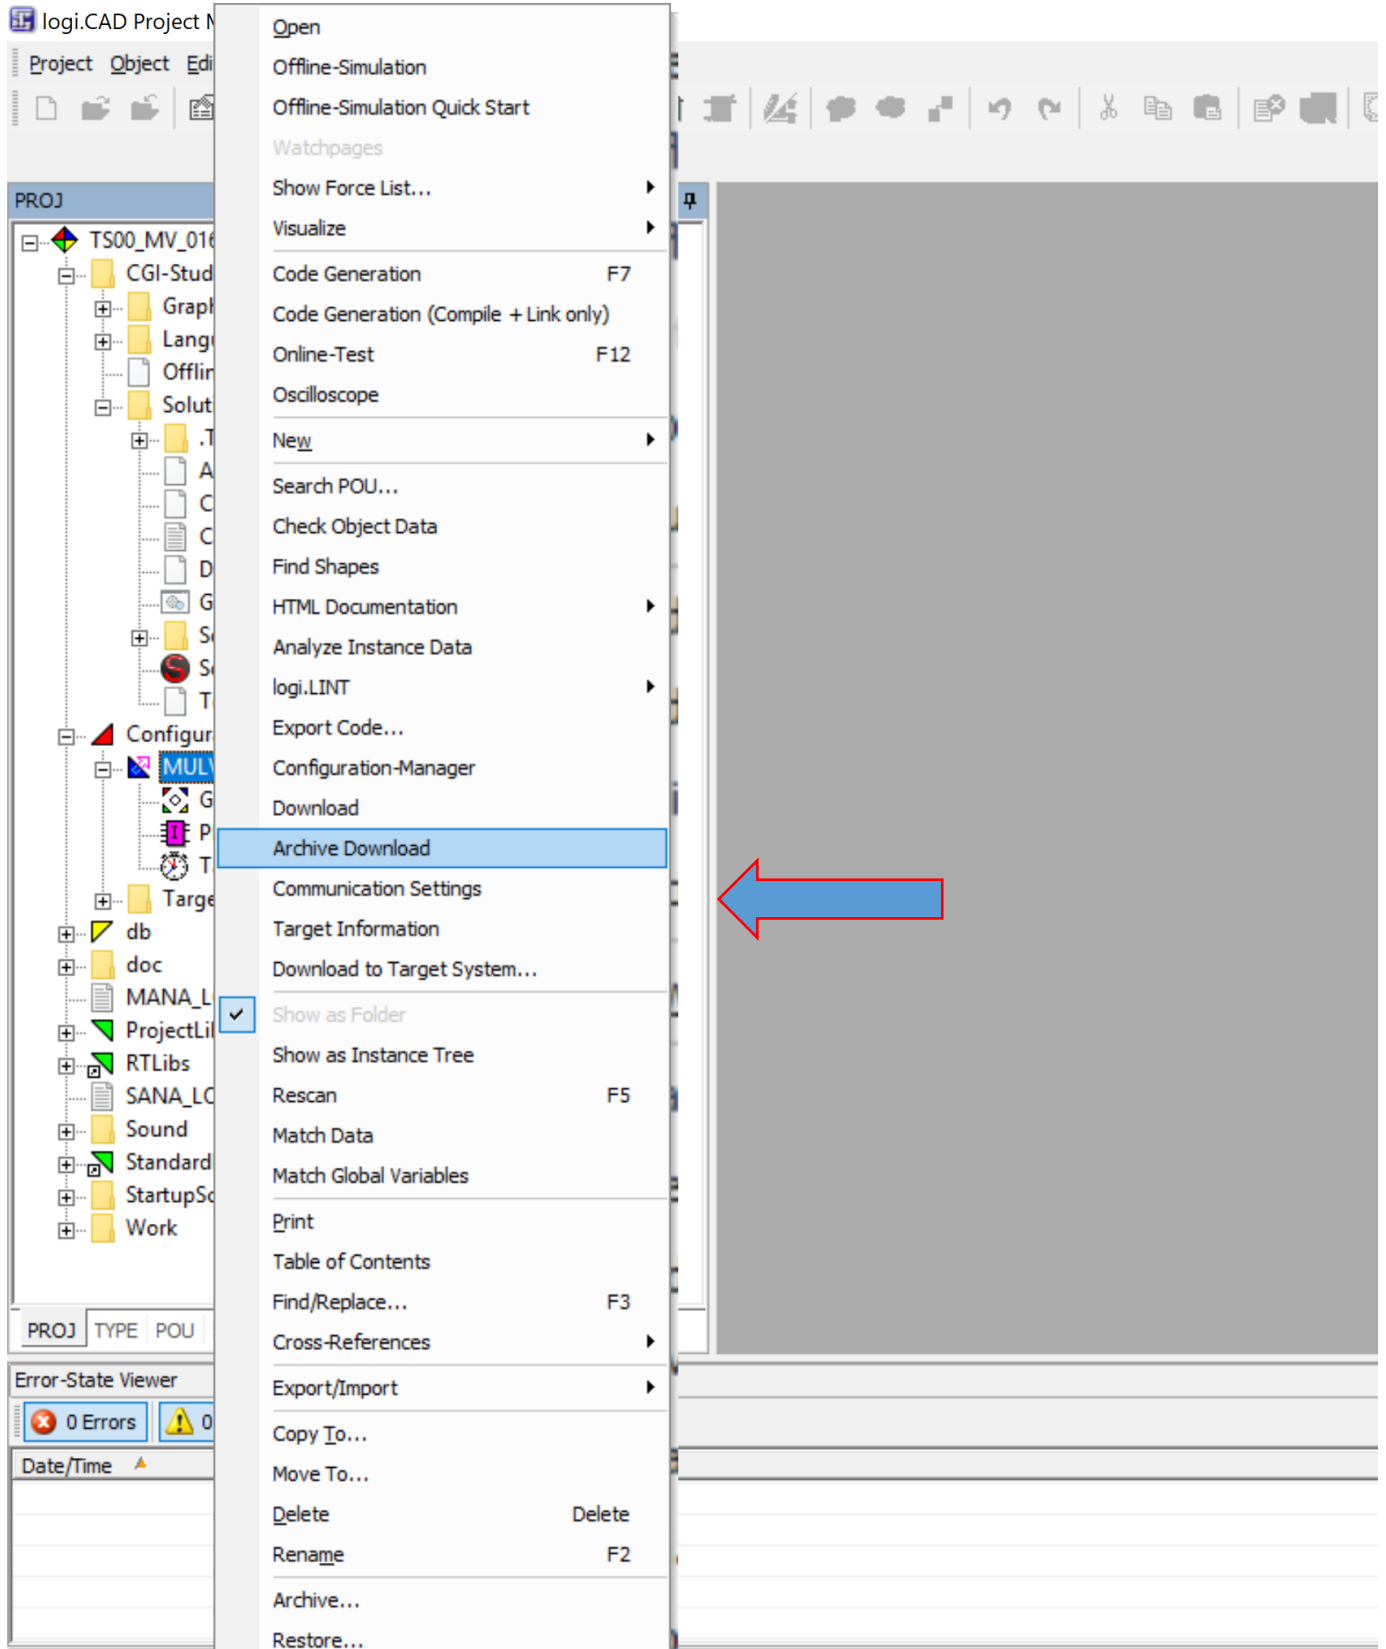 logi.CAD Project
Project Object Edi
PROJ
TS00_MV_016
CGI-Stud
Graph
Langu
Offlin
Soluti
.T
A
C
C
D
G
S
S
T
Configur
MULV
G
P
T
Targe
db
doc
MANA_L
ProjectLi
RTLibs
SANA_LO
Sound
Standard
StartupSc
Work
PROJ TYPE POU
Error-State Viewer
0 Errors 0
Date/Time
Open
Offline-Simulation
Offline-Simulation Quick Start
Watchpages
Show Force List...
Visualize
Code Generation F7
Code Generation (Compile + Link only)
Online-Test F12
Oscilloscope
New
Search POU...
Check Object Data
Find Shapes
HTML Documentation
Analyze Instance Data
logi.LINT
Export Code...
Configuration-Manager
Download
Archive Download
Communication Settings
Target Information
Download to Target System...
Show as Folder
Show as Instance Tree
Rescan F5
Match Data
Match Global Variables
Print
Table of Contents
Find/Replace... F3
Cross-References
Export/Import
Copy To...
Move To...
Delete Delete
Rename F2
Archive...
Restore...